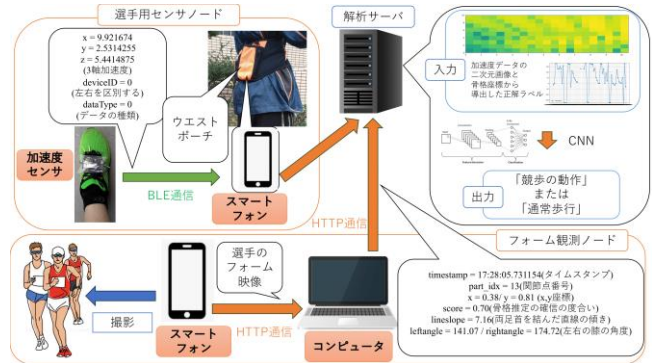 選手用センサノード
x = 9.921674
y = 2.5314255
z = 5.4414875
(3軸加速度)
deviceID = 0
(左右を区別する)
dataType = 0
(データの種類)
ウエスト
ポーチ
加速度
センサ
BLE通信
スマート
フォン
解析サーバ
入力
加速度データの
二次元画像と
骨格座標から
導出した正解ラベル
CNN
出力
「競歩の動作」
または
「通常歩行」
HTTP通信
フォーム観測ノード
撮影
スマート
フォン
選手の
フォーム
映像
HTTP通信
コンピュータ
timestamp = 17:28:05.731154(タイムスタンプ)
part_idx = 13(関節点番号)
x = 0.38/ y = 0.81 (x,y座標)
score = 0.70(骨格推定の確信の度合い)
lineslope = 7.16(両足首を結んだ直線の傾き)
leftangle = 141.07 / rightangle = 174.72(左右の膝の角度)